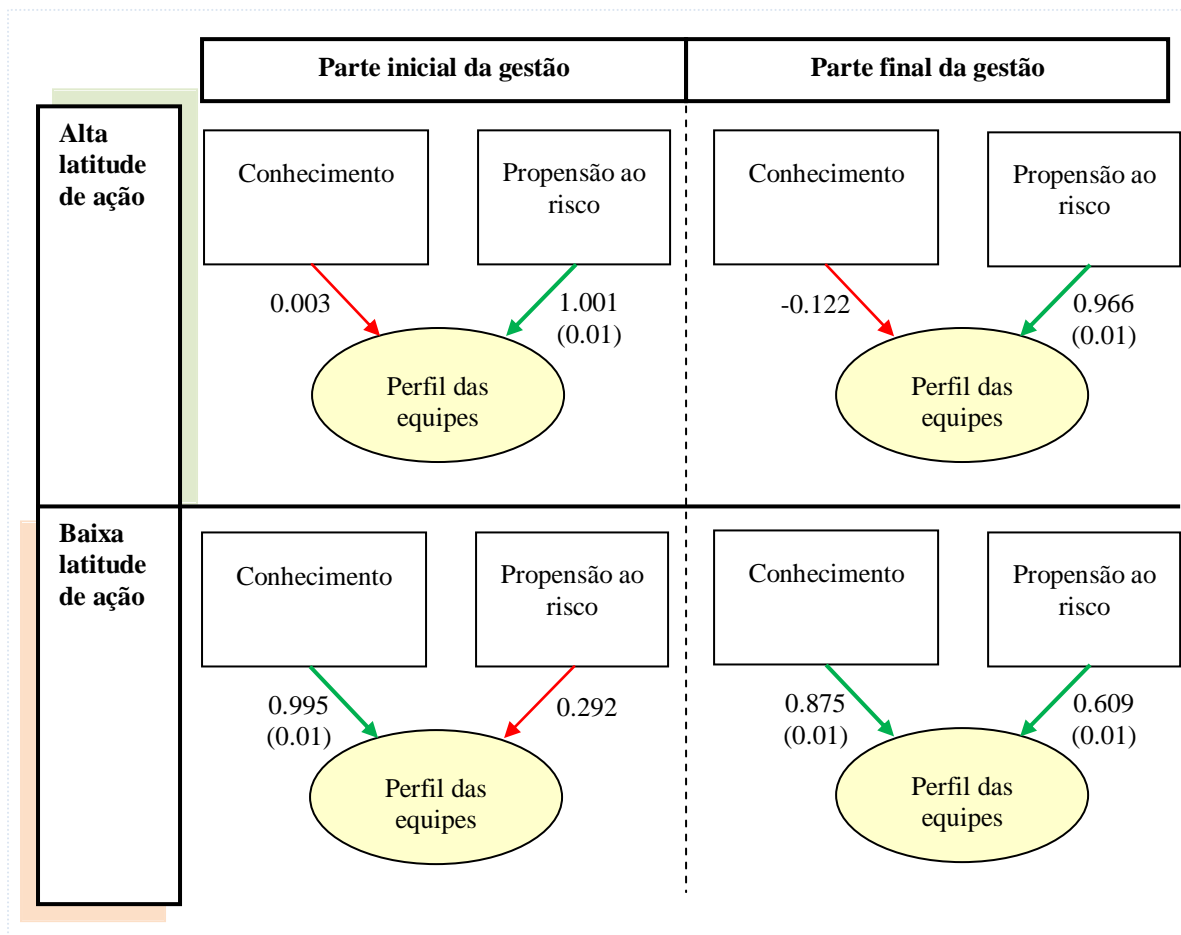 Parte inicial da gestão
Parte final da gestão
Alta
latitude
de ação
Conhecimento
Propensão ao
risco
Conhecimento
Propensão ao
risco
0.003
1.001
(0.01)
-0.122
0.966
(0.01)
Perfil das
equipes
Perfil das
equipes
Baixa
latitude
de ação
Conhecimento
Propensão ao
risco
Conhecimento
Propensão ao
risco
0.995
(0.01)
0.292
0.875
(0.01)
0.609
(0.01)
Perfil das
equipes
Perfil das
equipes